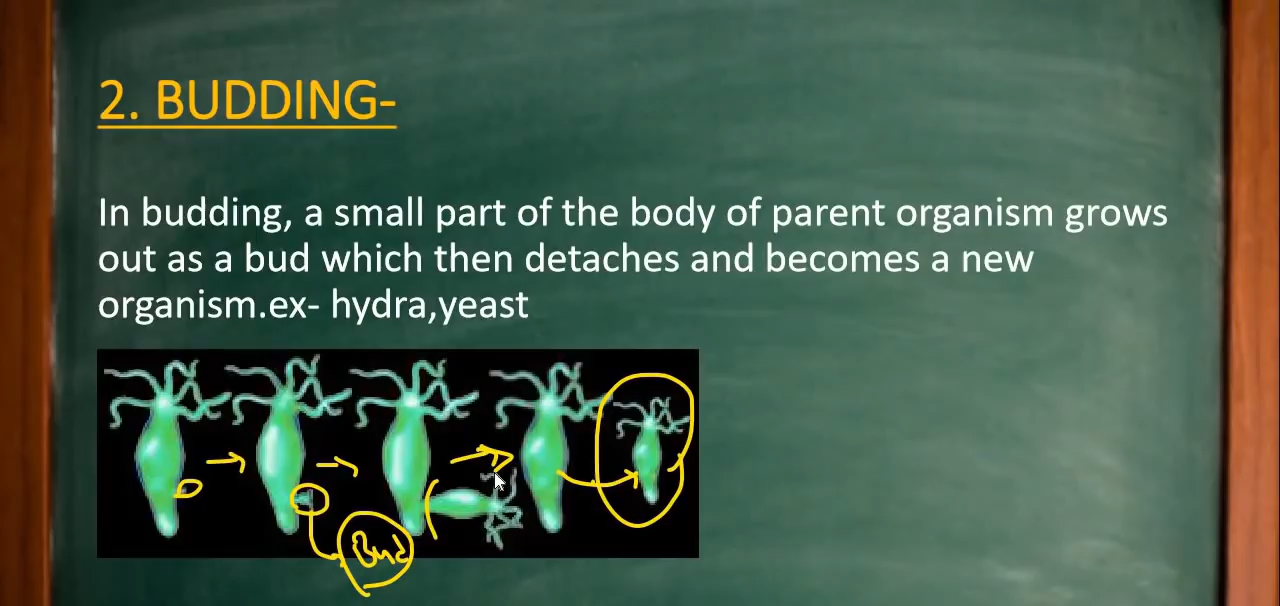 2. BUDDING-
In budding, a small part of the body of parent organism grows
out as a bud which then detaches and becomes a new
organism.ex- hydra,yeast
Bud